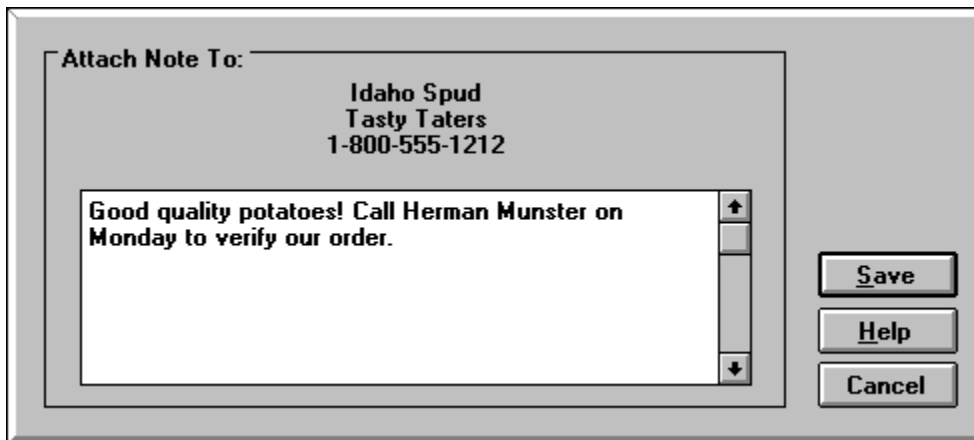 Attach Note To:
Idaho Spud
Tasty Taters
1-800-555-1212
Good quality potatoes! Call Herman Munster on
Monday to verify our order.
Save
Help
Cancel